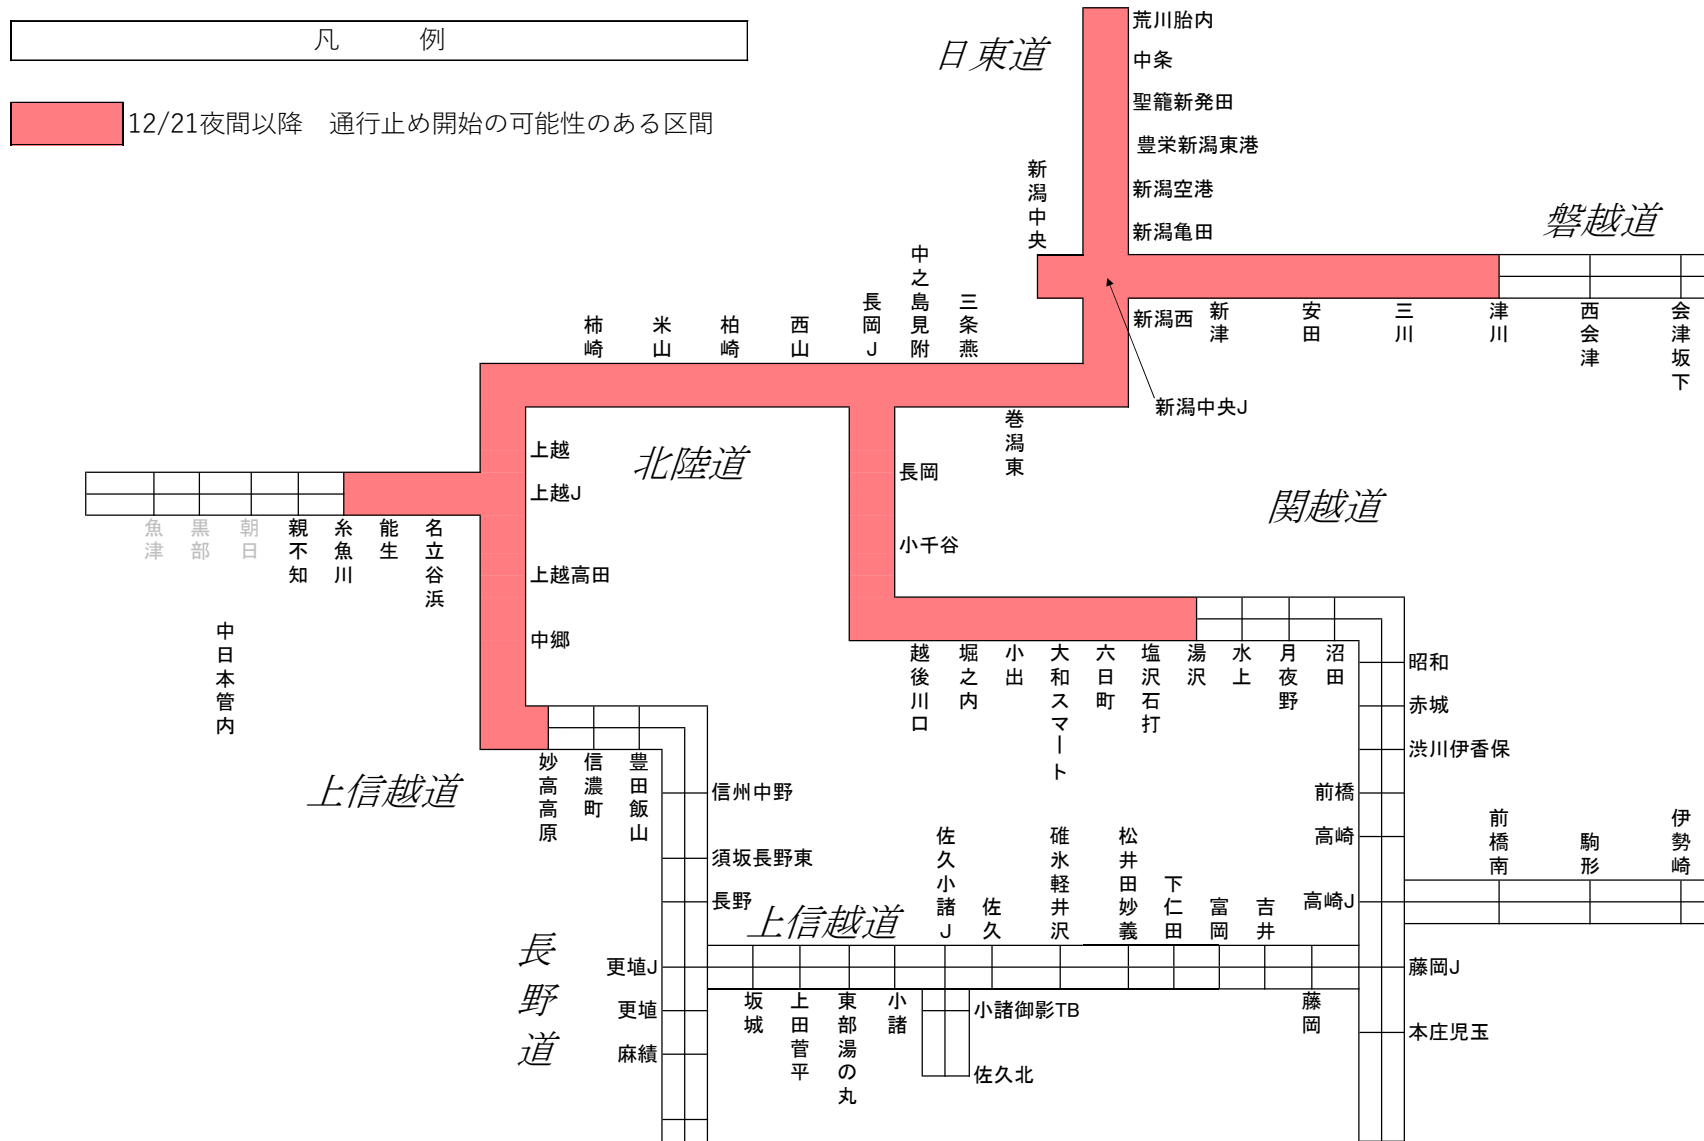 凡 例
12/21夜間以降 通行止め開始の可能性のある区間
日東道
荒川胎内
中条
聖籠新発田
豊栄新潟東港
新潟空港
新潟亀田
新潟中央
磐越道
新潟西
新津
安田
三川
津川
西会津
会津坂下
新潟中央J
柿崎
米山
柏崎
西山
長岡J
中之島見附
三条燕
巻潟東
北陸道
上越
上越J
上越高田
中郷
魚津
黒部
朝日
親不知
糸魚川
能生
名立谷浜
中日本管内
長岡
小千谷
関越道
越後川口
堀之内
小出
大和スマート
六日町
塩沢石打
湯沢
水上
月夜野
沼田
昭和
赤城
渋川伊香保
前橋
高崎
高崎J
前橋南
駒形
伊勢崎
上信越道
妙高高原
信濃町
豊田飯山
信州中野
須坂長野東
長野
上信越道
佐久小諸J
佐久
碓氷軽井沢
松井田妙義
下仁田
富岡
吉井
長野道
更埴J
更埴
麻績
坂城
上田菅平
東部湯の丸
小諸
小諸御影TB
佐久北
藤岡
藤岡J
本庄児玉